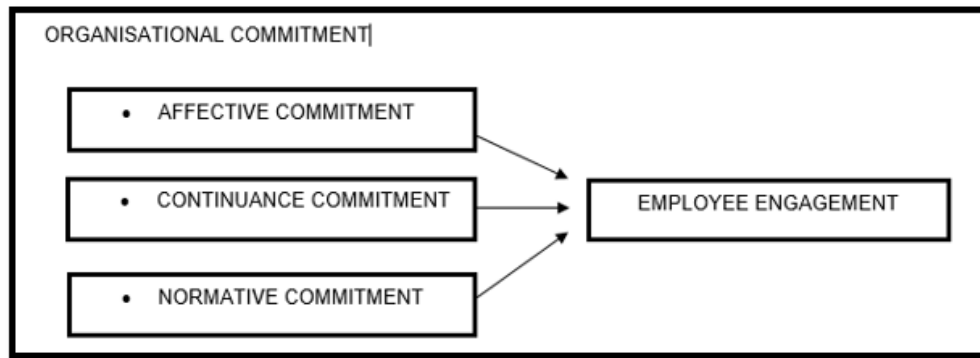 ORGANISATIONAL COMMITMENT
• AFFECTIVE COMMITMENT
• CONTINUANCE COMMITMENT
EMPLOYEE ENGAGEMENT
• NORMATIVE COMMITMENT